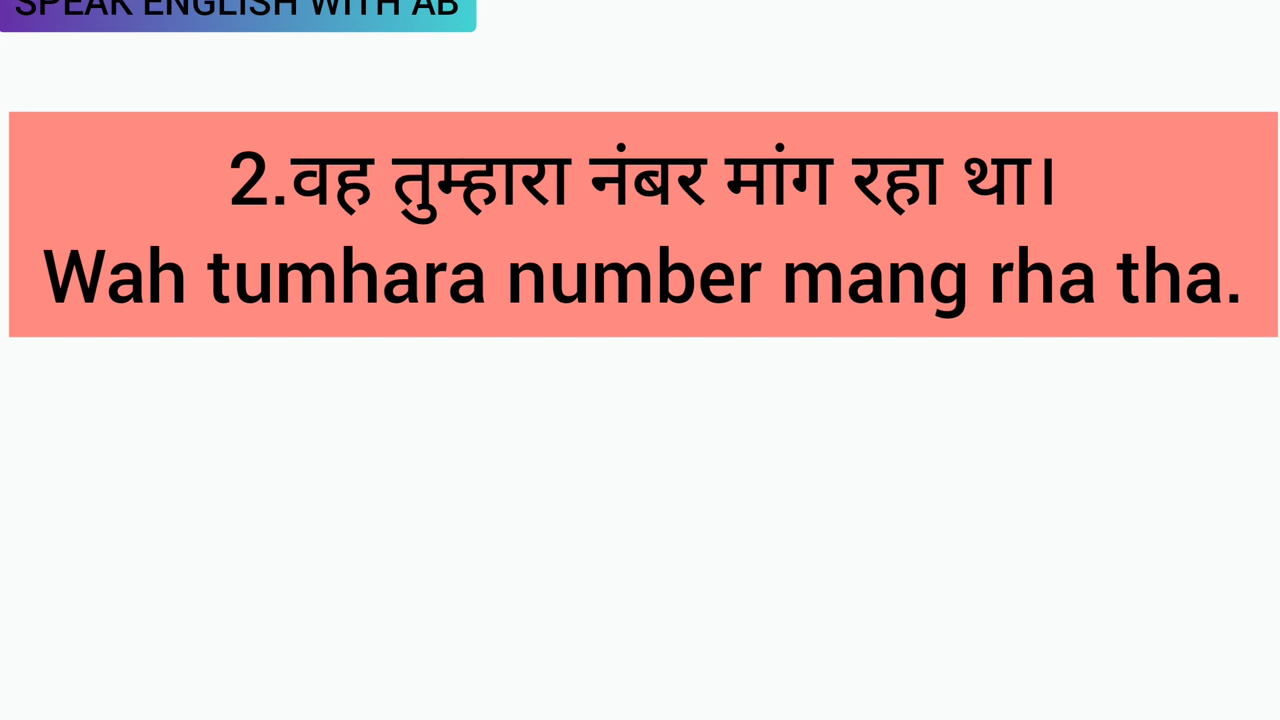 SPEAK ENGLISH WITH AB
2.वह तुम्हारा नंबर मांग रहा था।
Wah tumhara number mang rha tha.